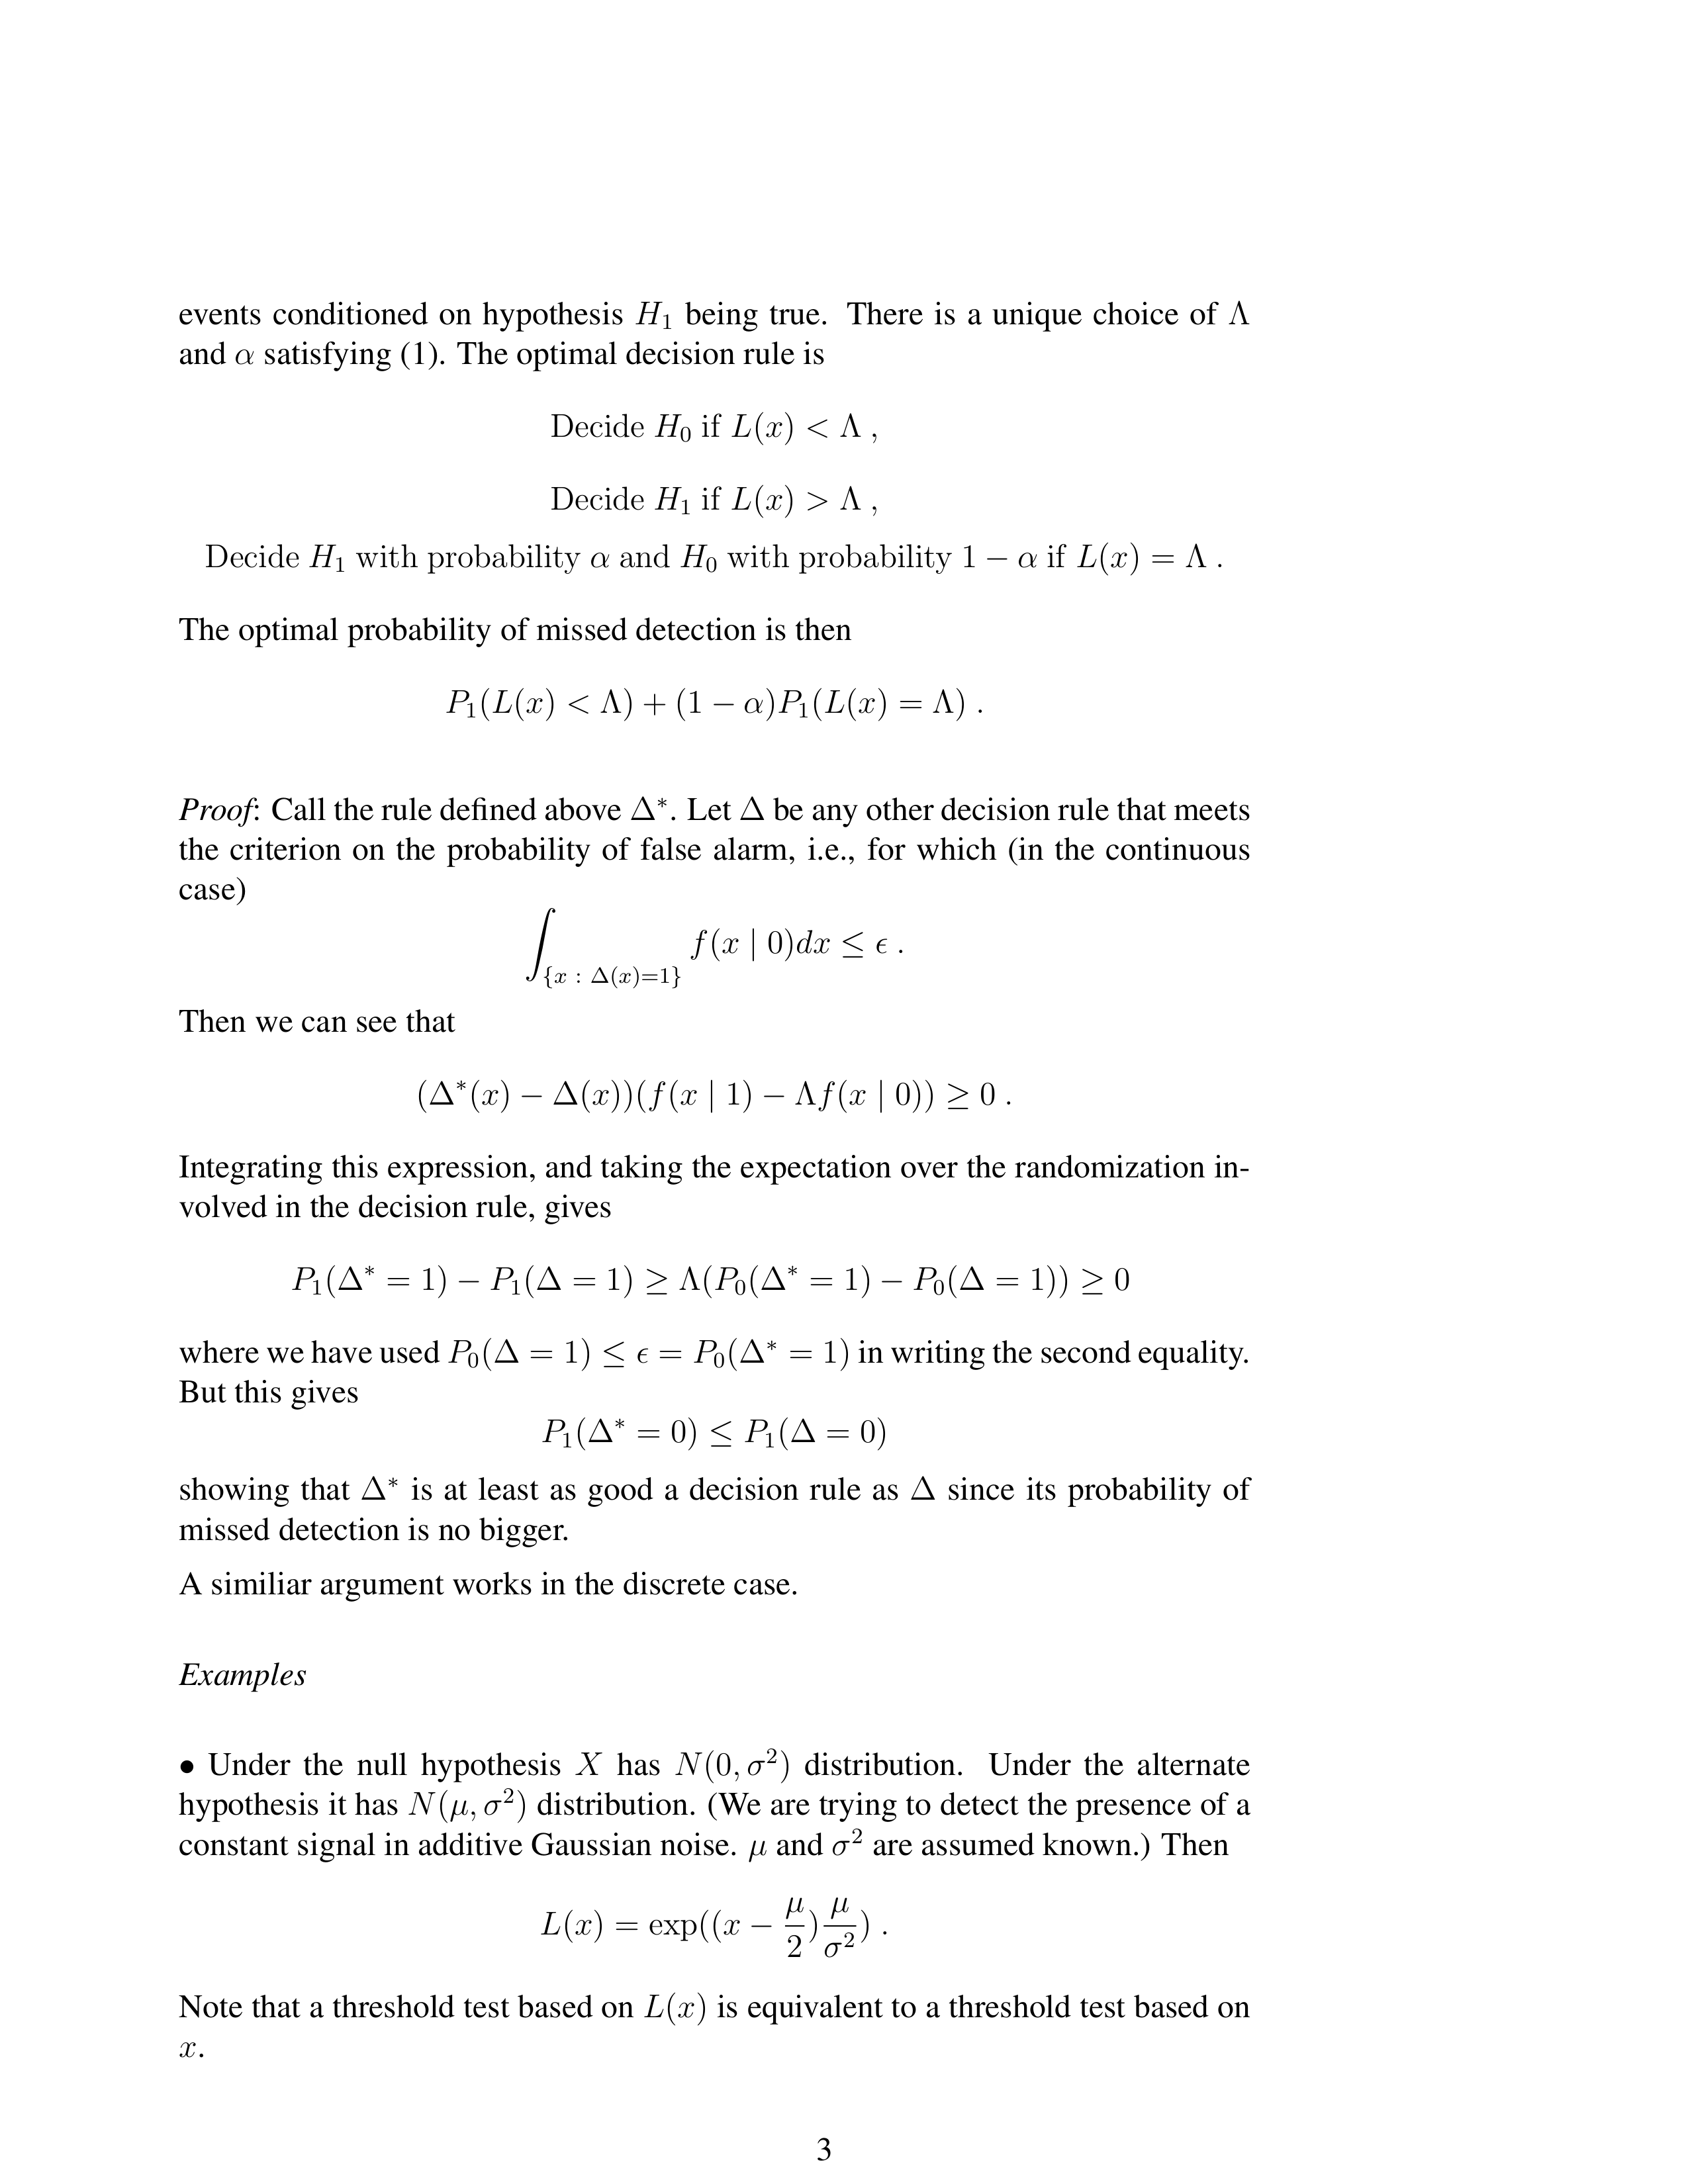 events conditioned on hypothesis $H_1$ being true. There is a unique choice of $\Lambda$
and $\alpha$ satisfying (1). The optimal decision rule is
Decide $H_0$ if $L(x) < \Lambda$ ,
Decide $H_1$ if $L(x) > \Lambda$ ,
Decide $H_1$ with probability $\alpha$ and $H_0$ with probability $1 - \alpha$ if $L(x) = \Lambda$ .
The optimal probability of missed detection is then
$P_1(L(x) < \Lambda) + (1 - \alpha)P_1(L(x) = \Lambda)$ .
Proof: Call the rule defined above $\Delta^*$. Let $\Delta$ be any other decision rule that meets
the criterion on the probability of false alarm, i.e., for which (in the continuous
case)
$\int_{\{x \,:\, \Delta(x)=1\}} f(x \mid 0)dx \leq \epsilon$ .
Then we can see that
$(\Delta^*(x) - \Delta(x))(f(x \mid 1) - \Lambda f(x \mid 0)) \geq 0$ .
Integrating this expression, and taking the expectation over the randomization in-
volved in the decision rule, gives
$P_1(\Delta^* = 1) - P_1(\Delta = 1) \geq \Lambda(P_0(\Delta^* = 1) - P_0(\Delta = 1)) \geq 0$
where we have used $P_0(\Delta = 1) \leq \epsilon = P_0(\Delta^* = 1)$ in writing the second equality.
But this gives
$P_1(\Delta^* = 0) \leq P_1(\Delta = 0)$
showing that $\Delta^*$ is at least as good a decision rule as $\Delta$ since its probability of
missed detection is no bigger.
A similiar argument works in the discrete case.
Examples
• Under the null hypothesis $X$ has $N(0, \sigma^2)$ distribution. Under the alternate
hypothesis it has $N(\mu, \sigma^2)$ distribution. (We are trying to detect the presence of a
constant signal in additive Gaussian noise. $\mu$ and $\sigma^2$ are assumed known.) Then
$L(x) = \exp((x - \frac{\mu}{2})\frac{\mu}{\sigma^2})$ .
Note that a threshold test based on $L(x)$ is equivalent to a threshold test based on
$x$.
3